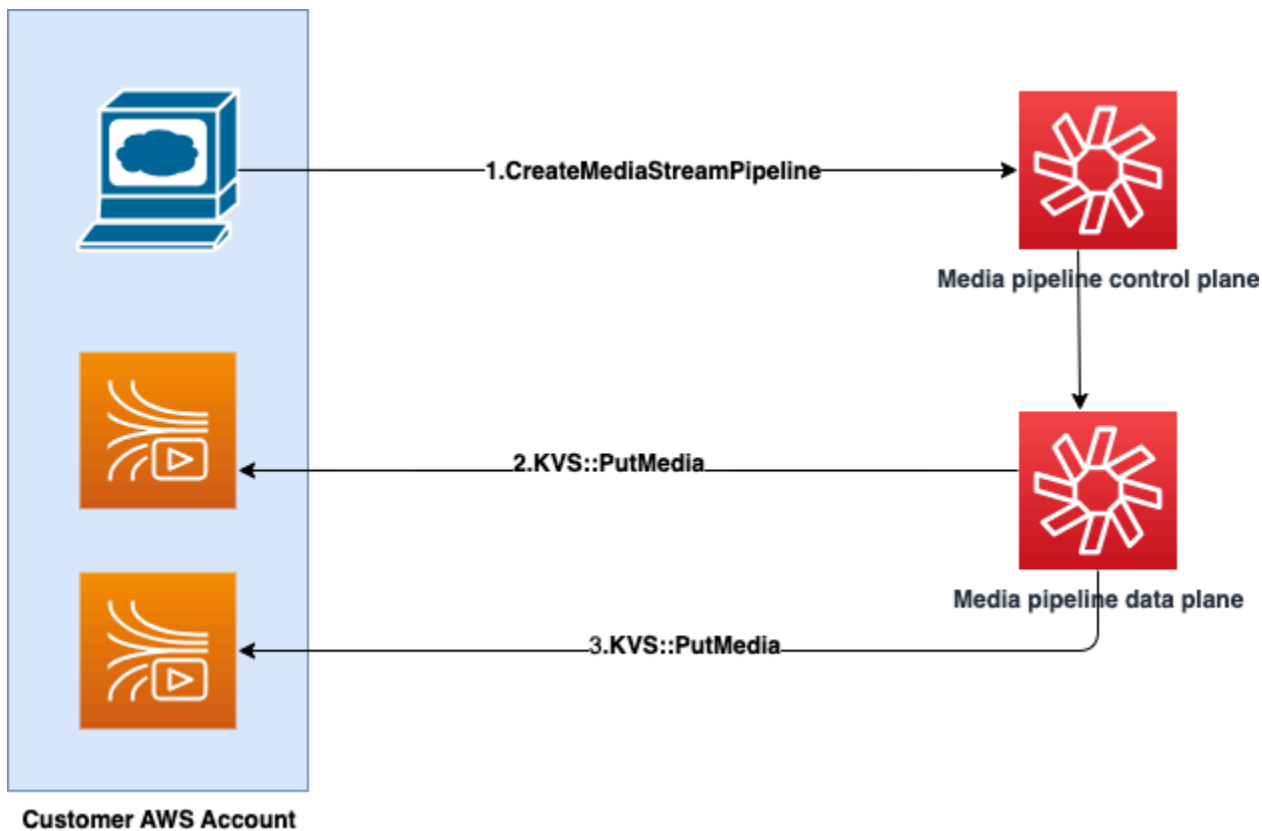 1.CreateMediaStreamPipeline
Media pipeline control plane
2.KVS::PutMedia
Media pipeline data plane
3.KVS::PutMedia
Customer AWS Account